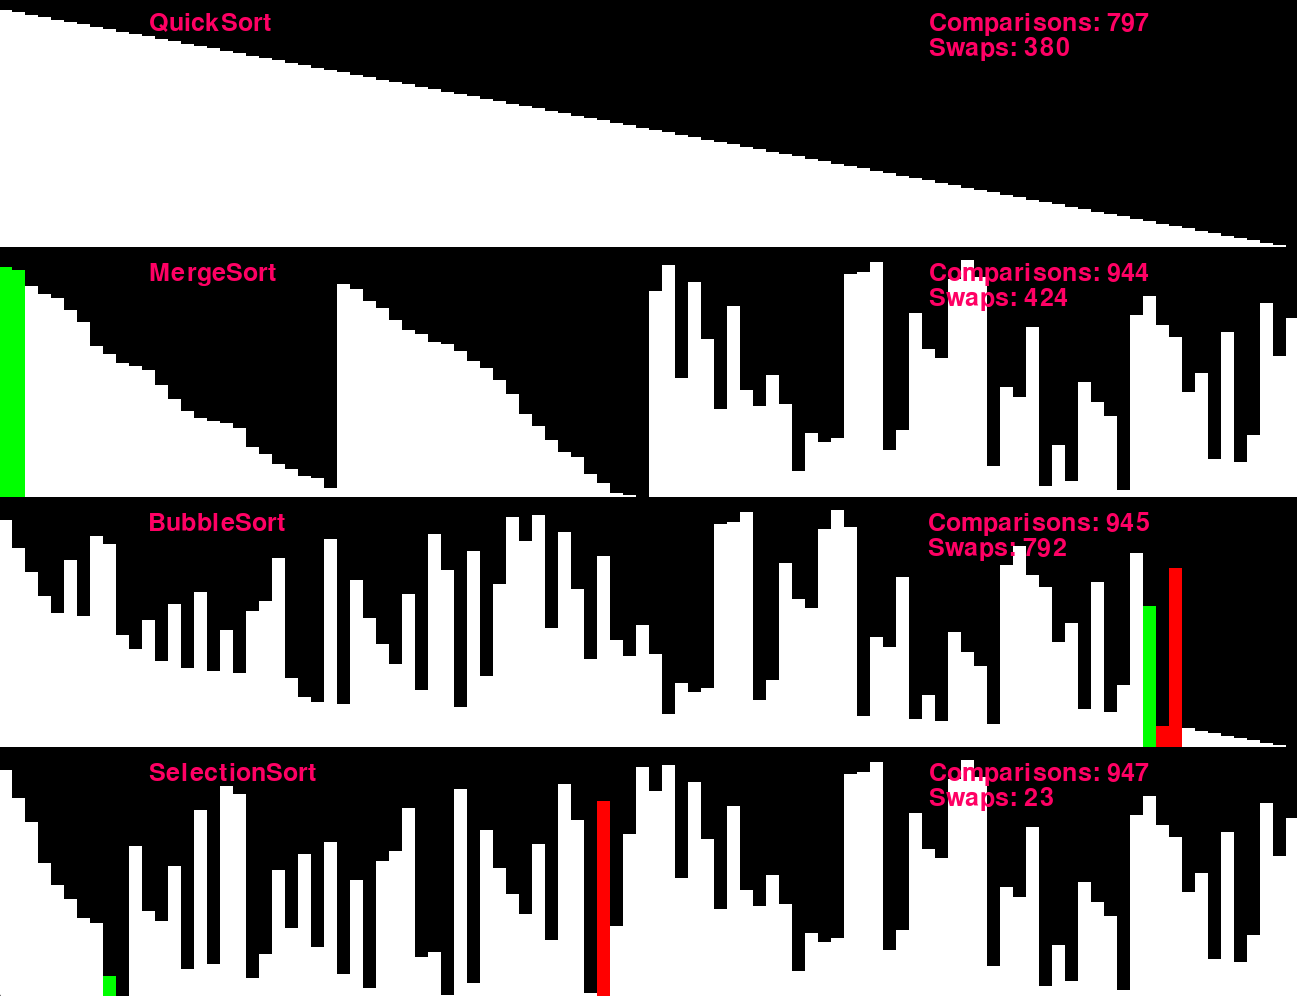 QuickSort
Comparisons: 797
Swaps: 380
MergeSort
Comparisons: 944
Swaps: 424
BubbleSort
Comparisons: 945
Swaps: 792
SelectionSort
Comparisons: 947
Swaps: 23